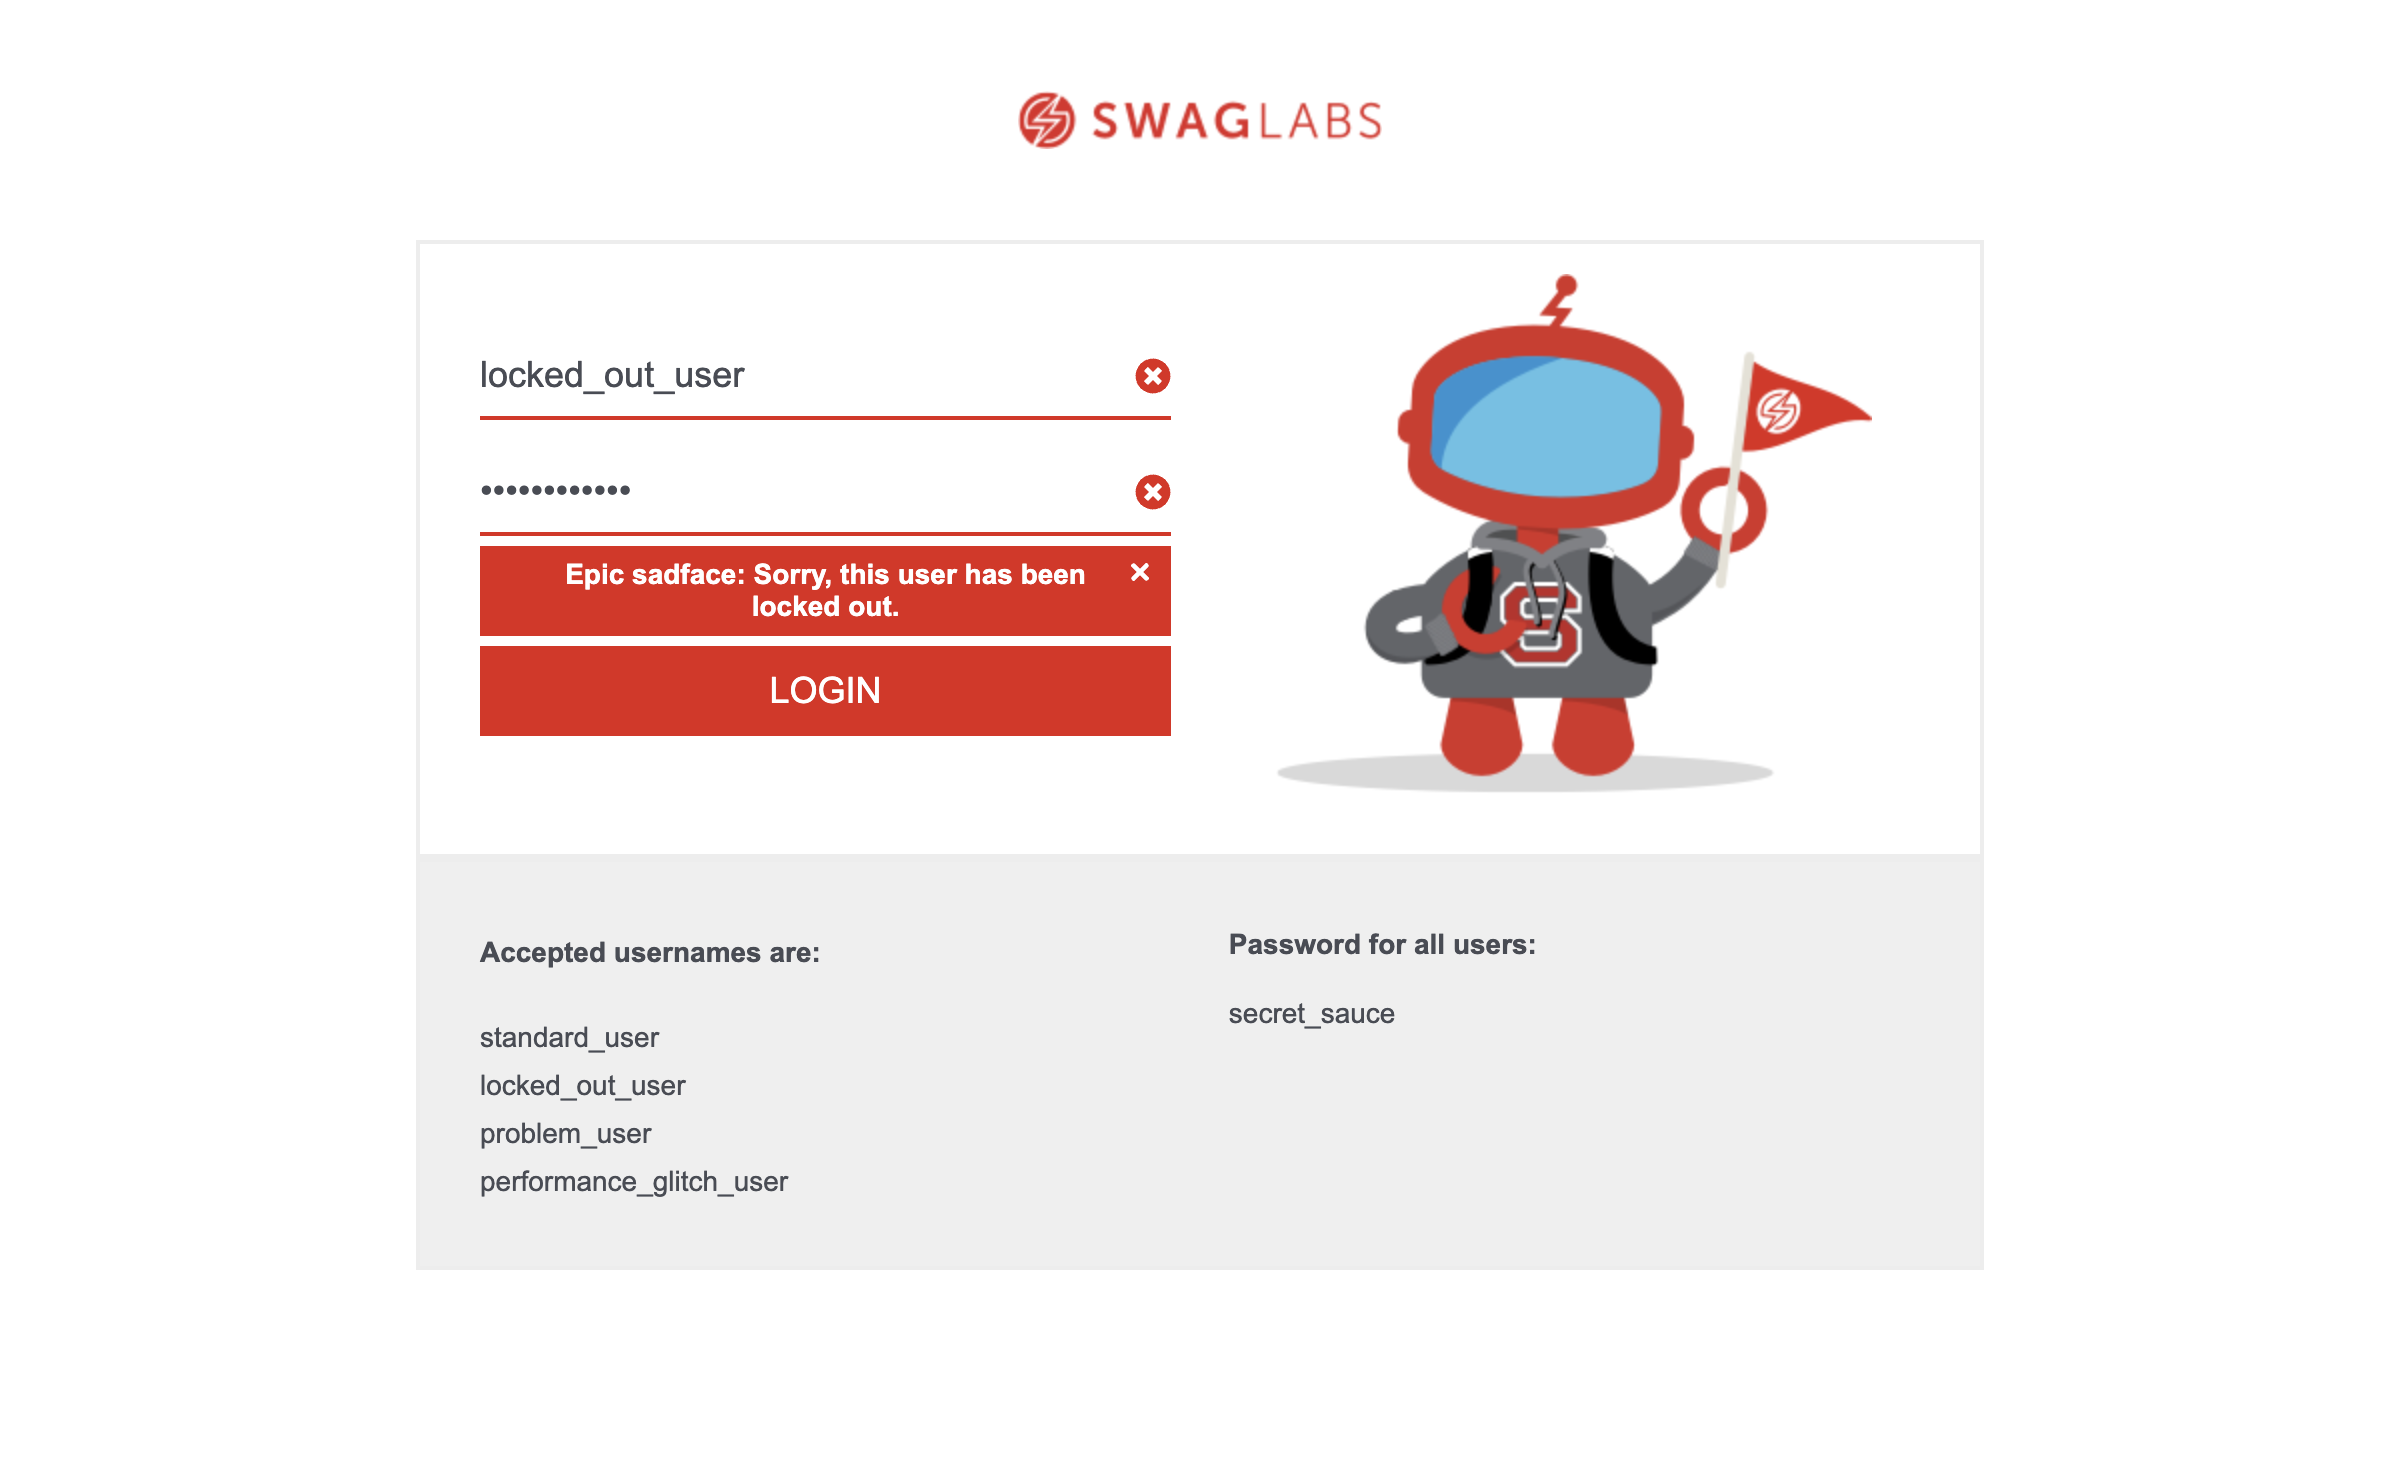 SWAGLABS
locked_out_user
••••••••••••
Epic sadface: Sorry, this user has been
locked out.
LOGIN
S
Accepted usernames are:
standard_user
locked_out_user
problem_user
performance_glitch_user
Password for all users:
secret_sauce